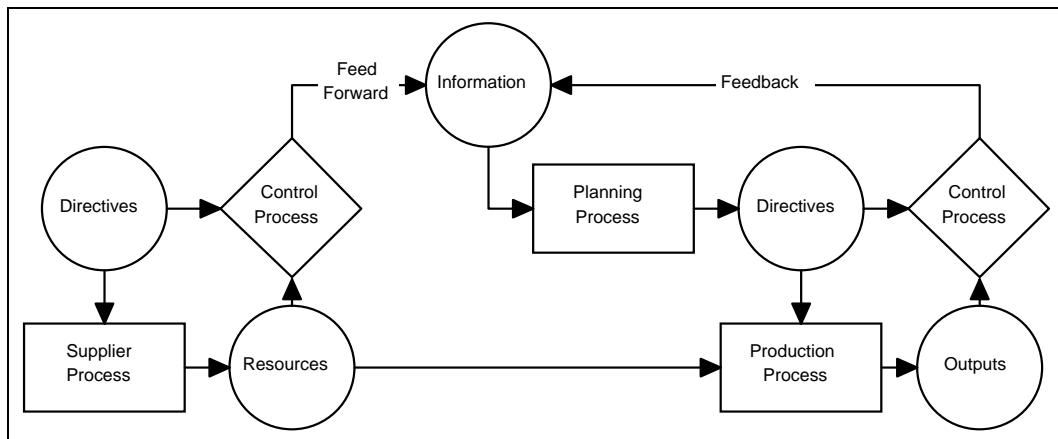 Feed
Forward
Information
Feedback
Directives
Control
Process
Planning
Process
Directives
Control
Process
Supplier
Process
Resources
Production
Process
Outputs